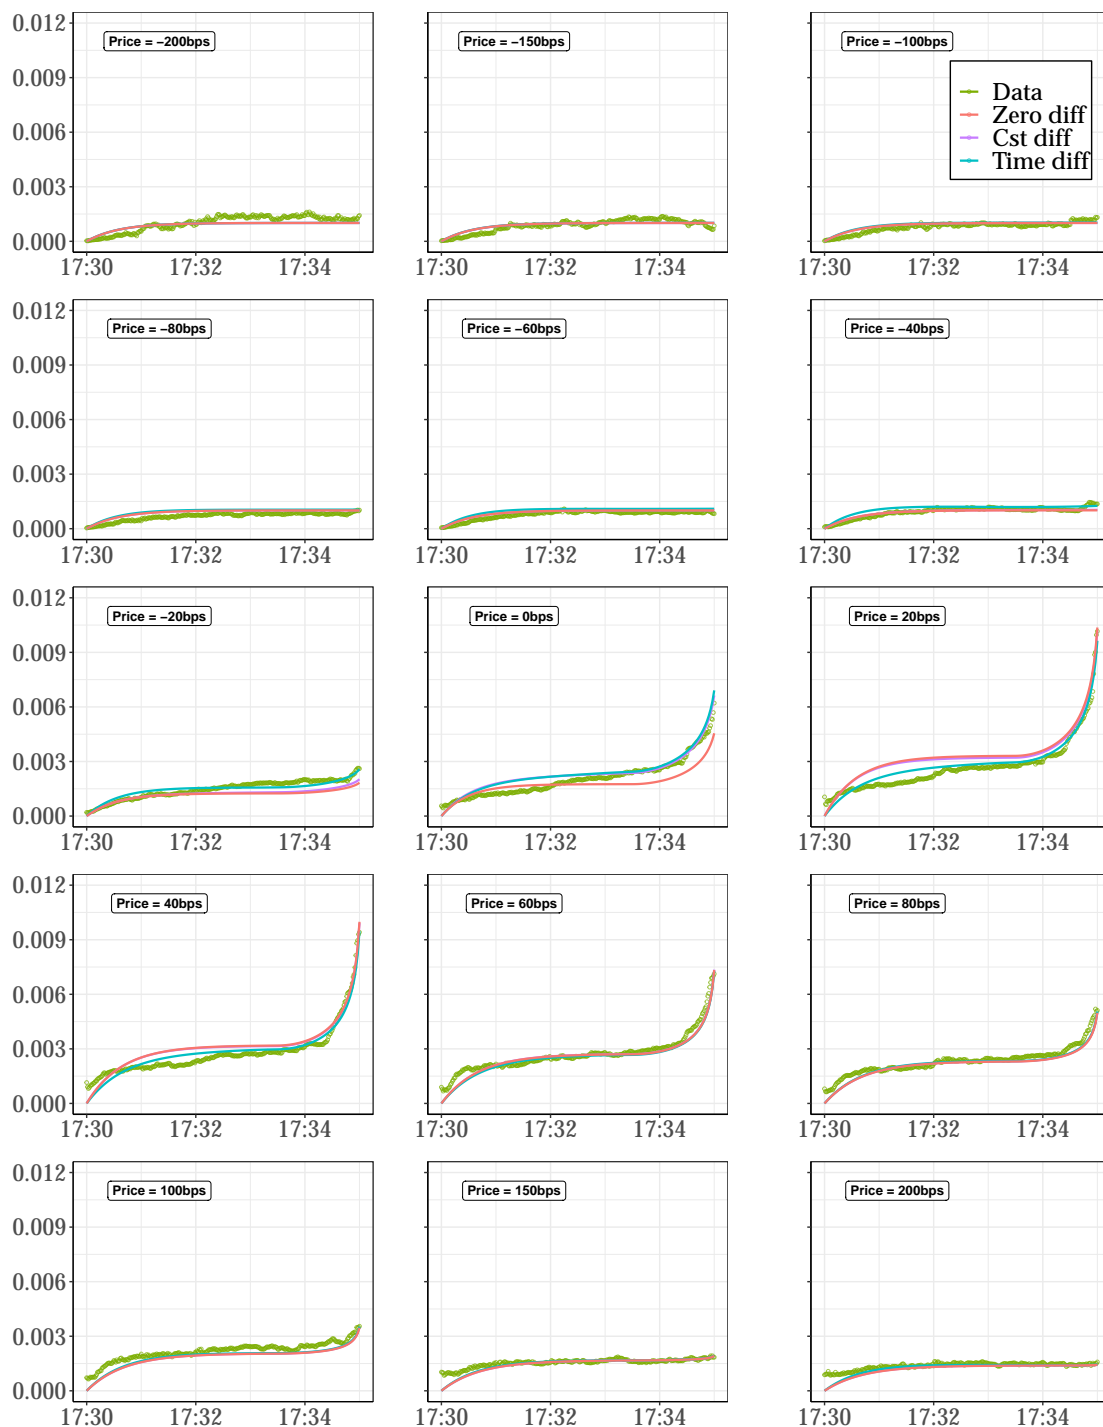 0.012
0.009
0.006
0.003
0.000
Price = −200bps
Price = −150bps
Price = −100bps
Data
Zero diff
Cst diff
Time diff
17:30 17:32 17:34
17:30 17:32 17:34
17:30 17:32 17:34
0.012
0.009
0.006
0.003
0.000
Price = −80bps
Price = −60bps
Price = −40bps
17:30 17:32 17:34
17:30 17:32 17:34
17:30 17:32 17:34
0.012
0.009
0.006
0.003
0.000
Price = −20bps
Price = 0bps
Price = 20bps
17:30 17:32 17:34
17:30 17:32 17:34
17:30 17:32 17:34
0.012
0.009
0.006
0.003
0.000
Price = 40bps
Price = 60bps
Price = 80bps
17:30 17:32 17:34
17:30 17:32 17:34
17:30 17:32 17:34
0.012
0.009
0.006
0.003
0.000
Price = 100bps
Price = 150bps
Price = 200bps
17:30 17:32 17:34
17:30 17:32 17:34
17:30 17:32 17:34